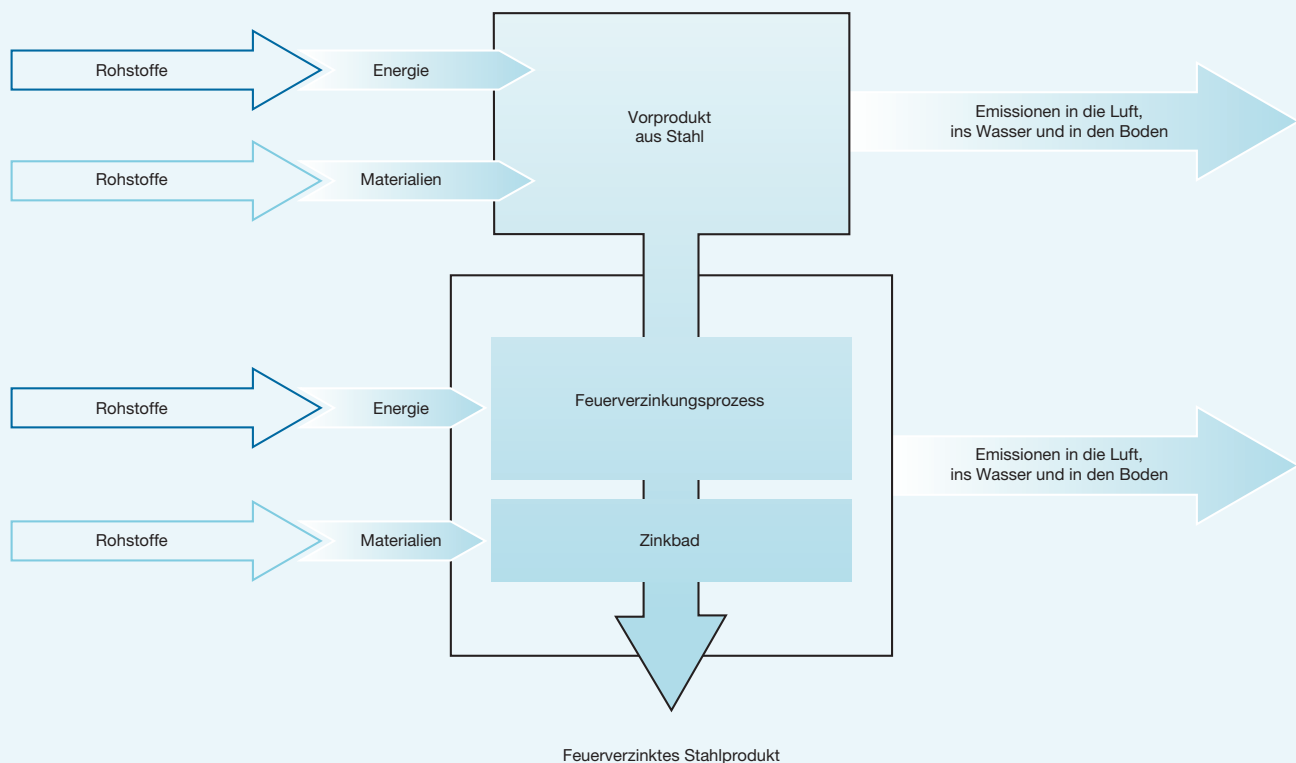 Rohstoffe
Energie
Rohstoffe
Materialien
Vorprodukt
aus Stahl
Emissionen in die Luft,
ins Wasser und in den Boden
Rohstoffe
Energie
Rohstoffe
Materialien
Feuerverzinkungsprozess
Zinkbad
Emissionen in die Luft,
ins Wasser und in den Boden
Feuerverzinktes Stahlprodukt